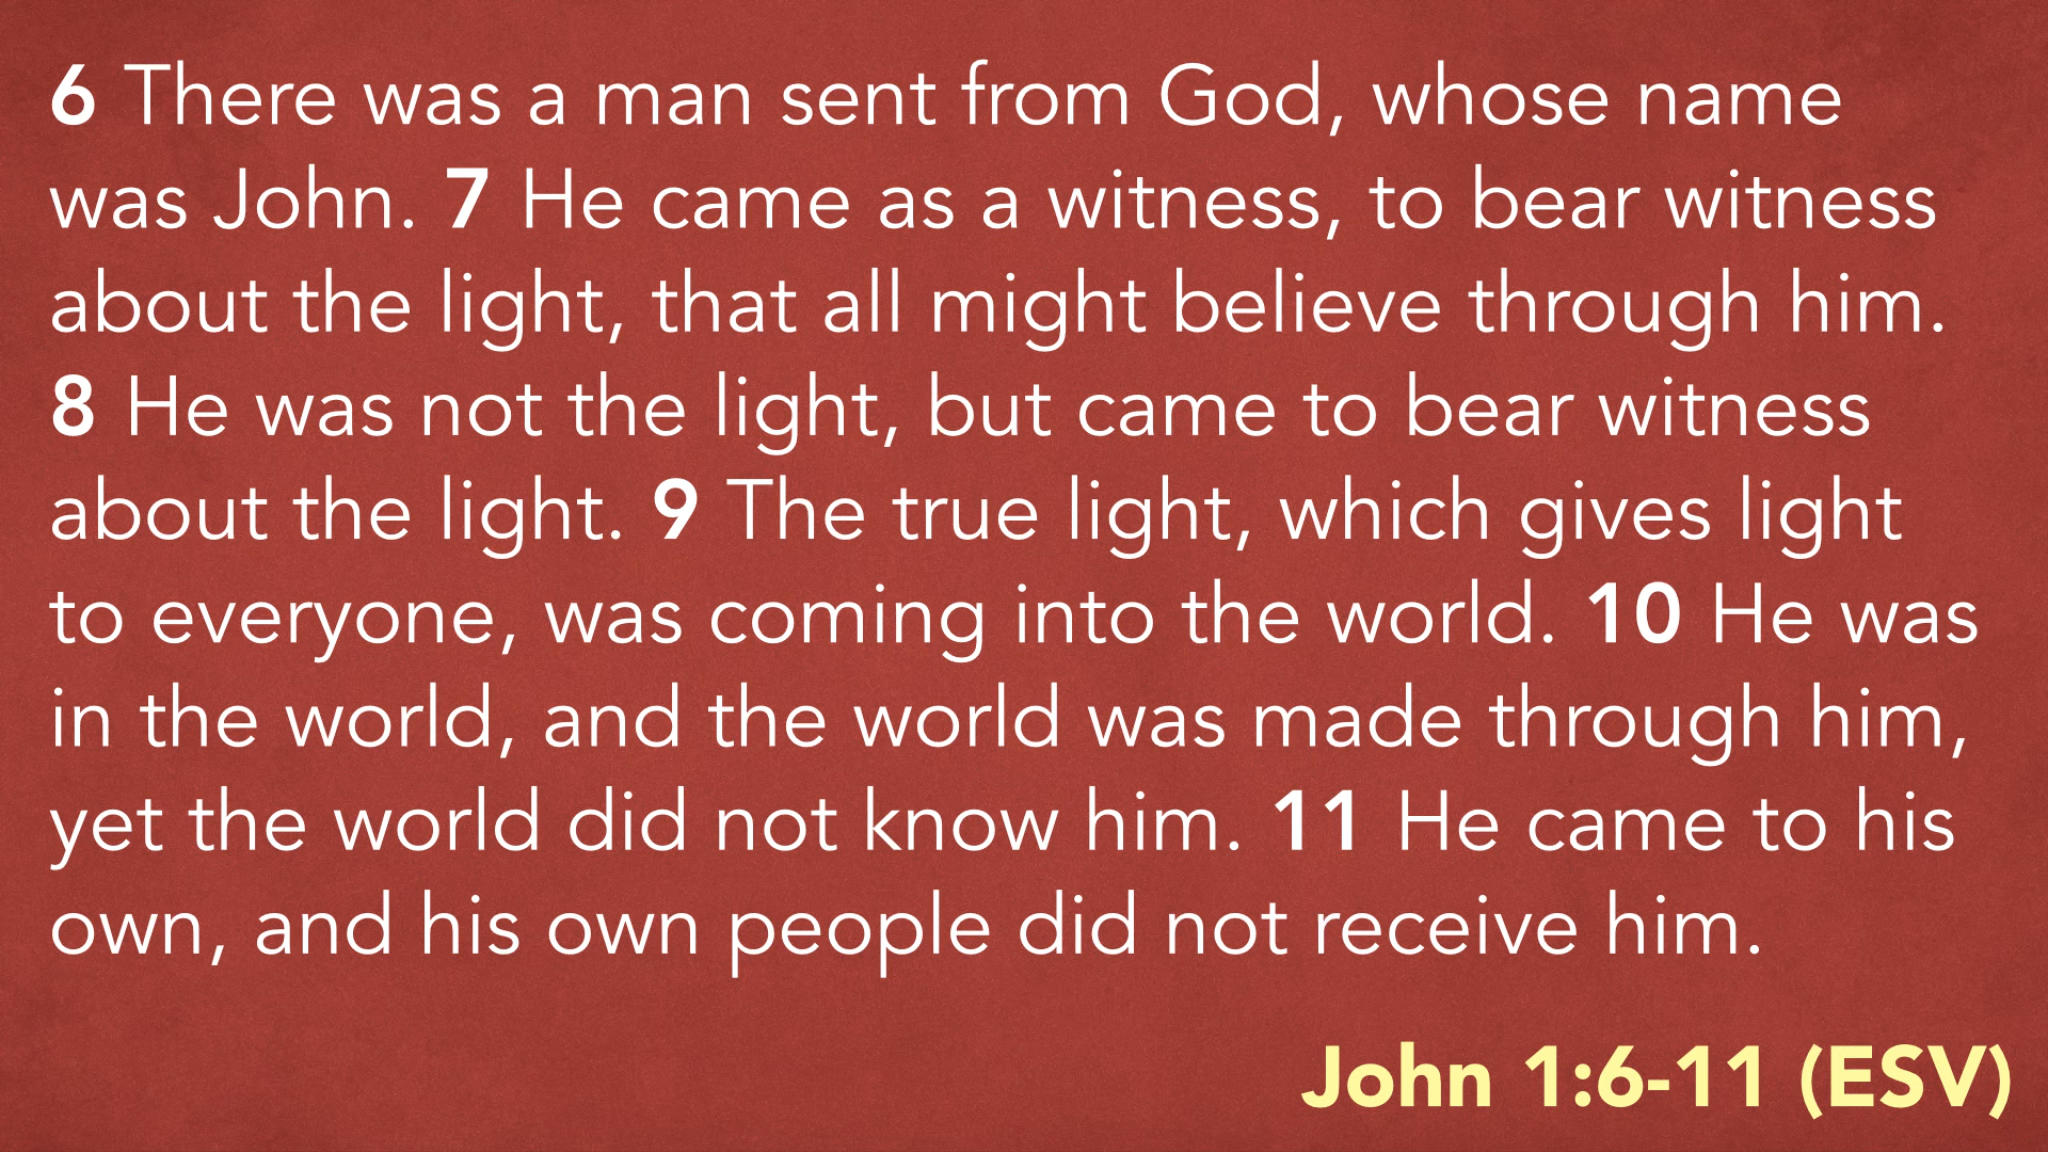 6 There was a man sent from God, whose name
was John. 7 He came as a witness, to bear witness
about the light, that all might believe through him.
8 He was not the light, but came to bear witness
about the light. 9 The true light, which gives light
to everyone, was coming into the world. 10 He was
in the world, and the world was made through him,
yet the world did not know him. 11 He came to his
own, and his own people did not receive him.
John 1:6-11 (ESV)